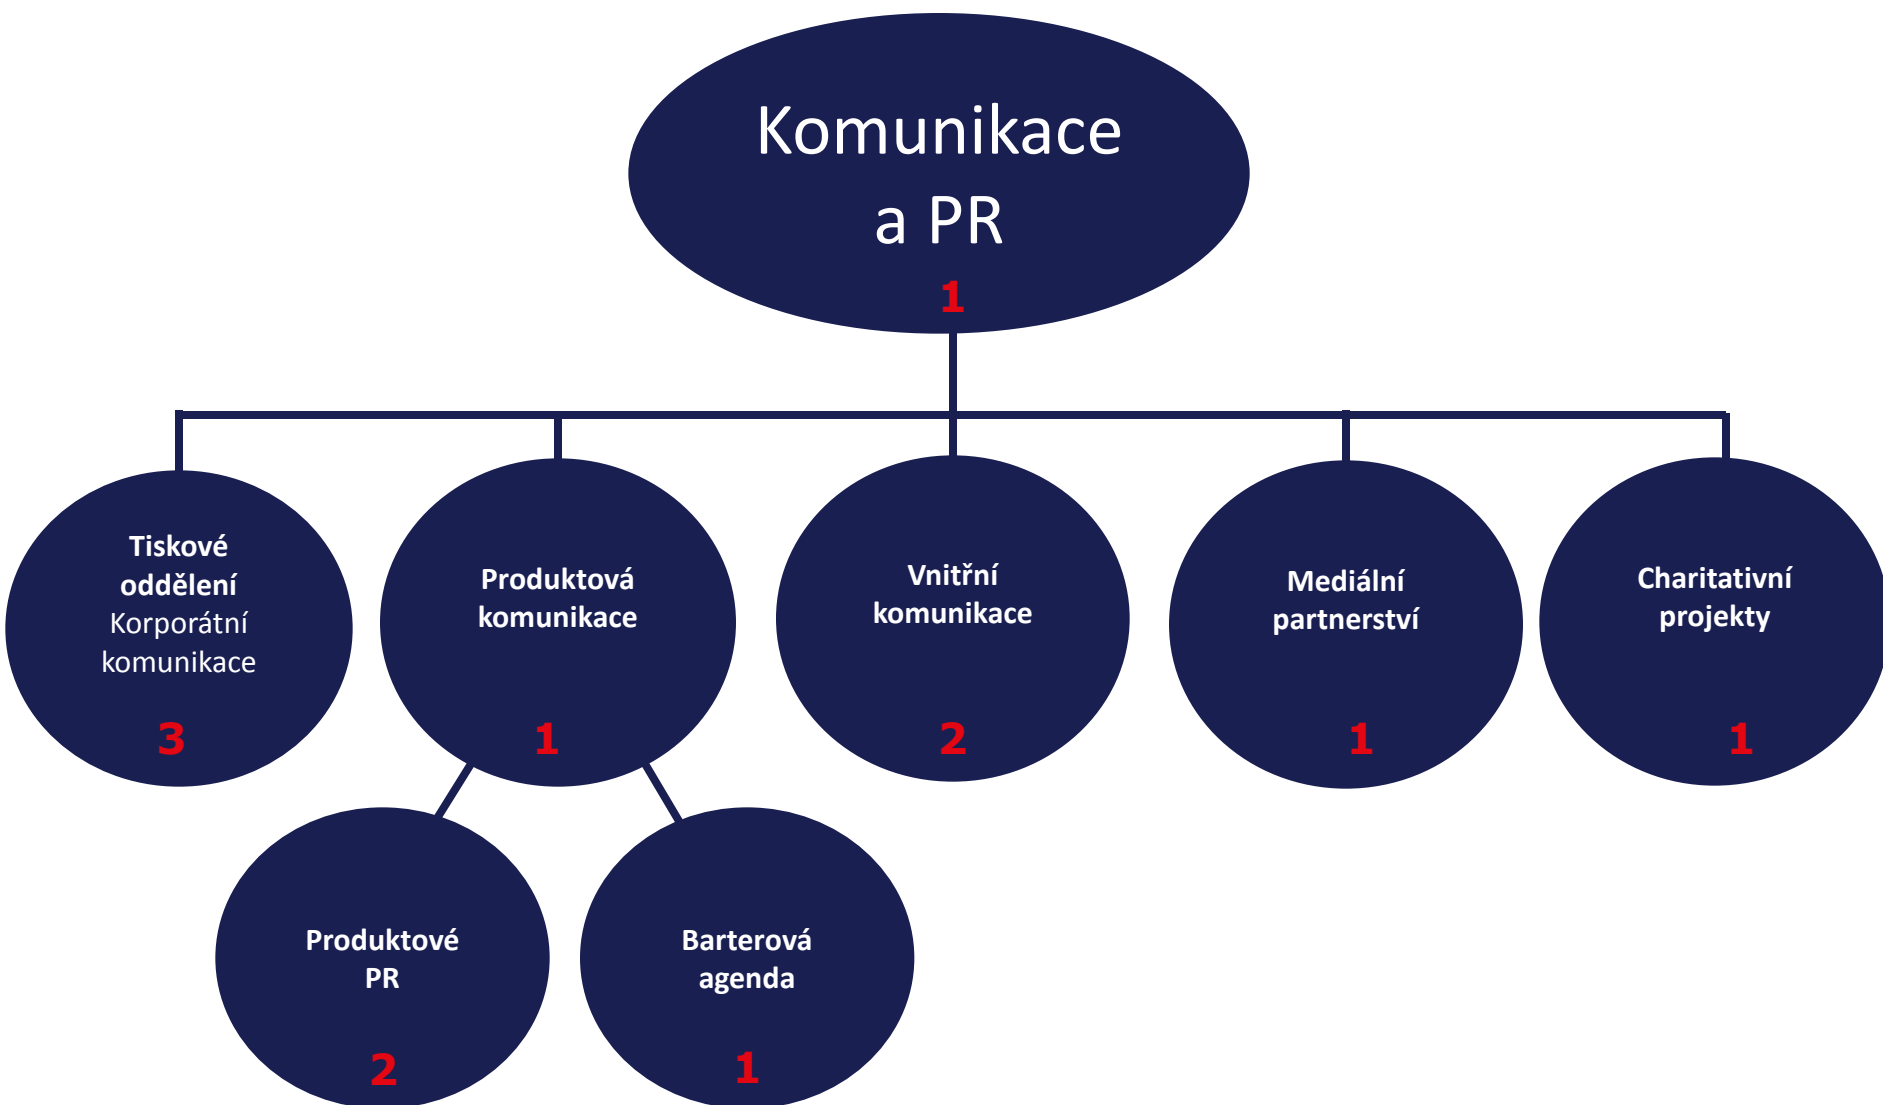 Komunikace
a PR
1
Tiskové
oddělení
Korporátní
komunikace
3
Produktová
komunikace
1
Vnitřní
komunikace
2
Mediální
partnerství
1
Charitativní
projekty
1
Produktové
PR
2
Barterová
agenda
1